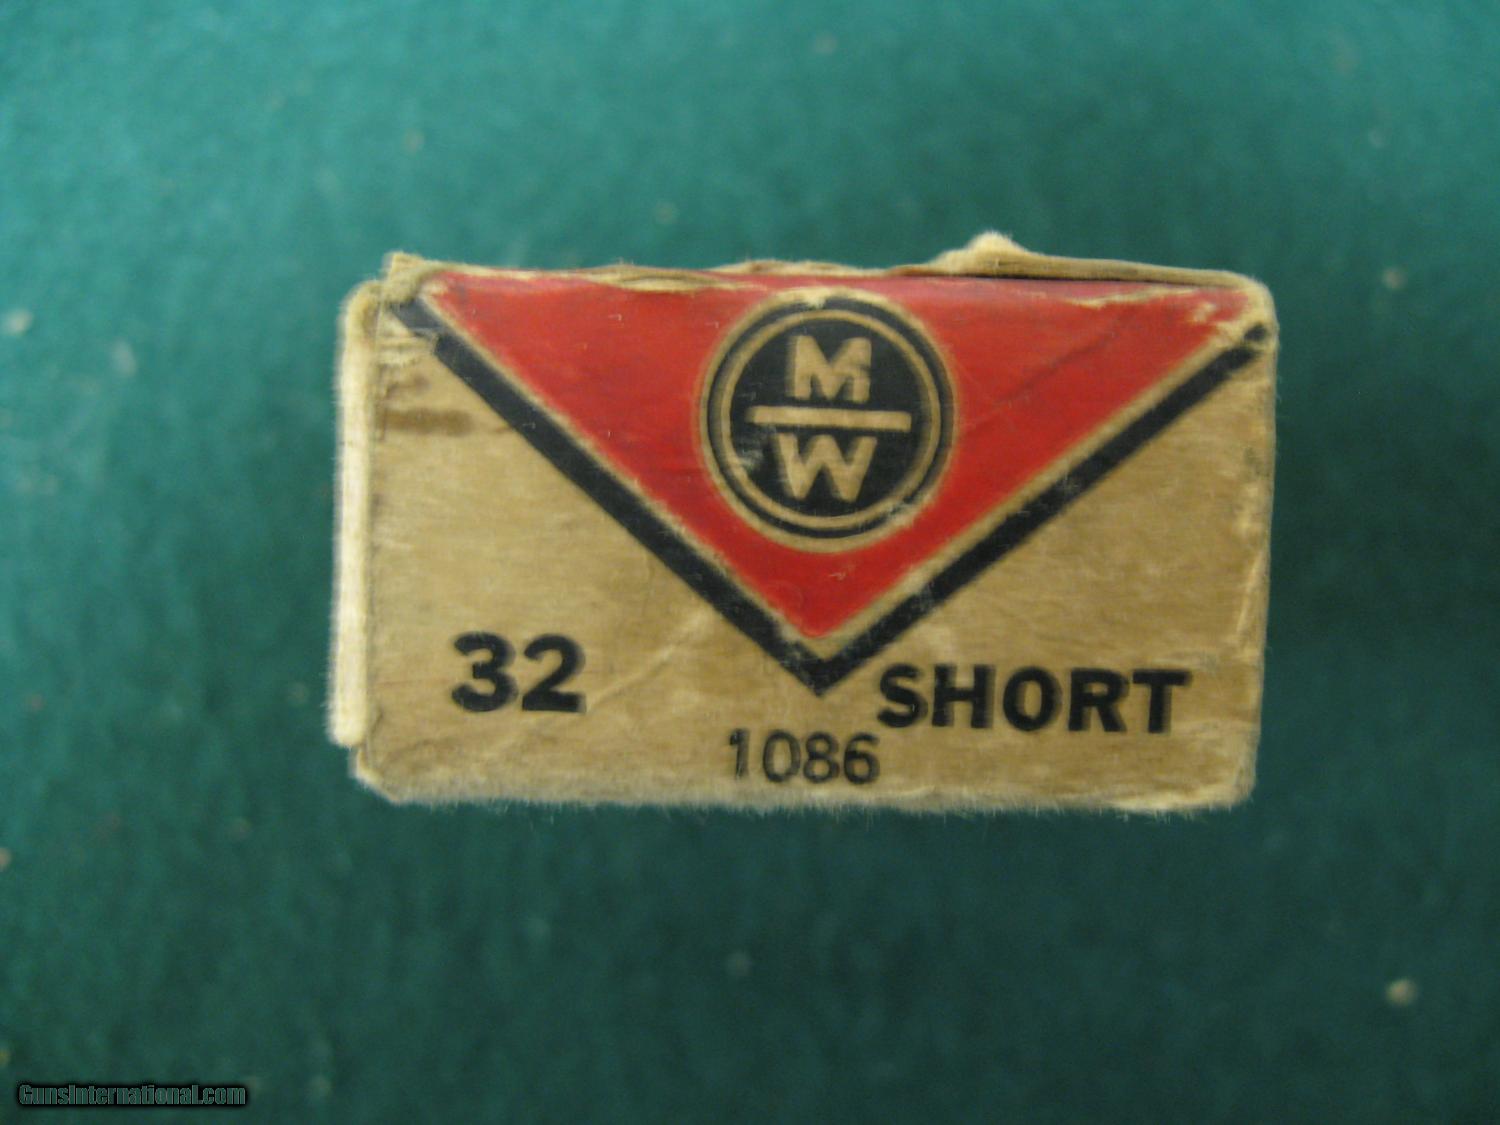 M
W
32 SHORT
1086
GunsInternational.com